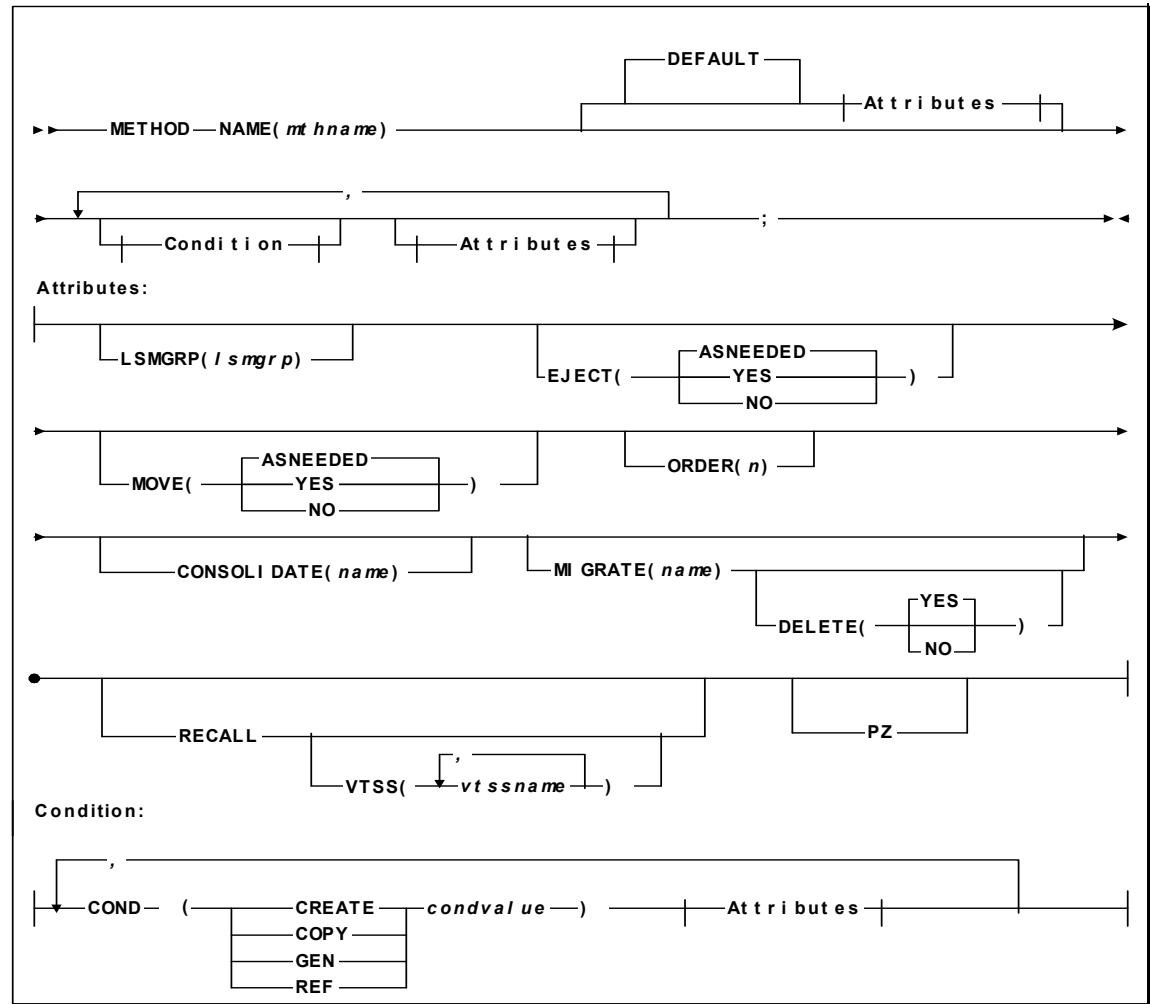 DEFAULT
Attributes
METHOD NAME(mthname)
,
Condition
Attributes
;
Attributes:
LSMGRP(lsmgrp)
EJECT(
ASNEEDED
YES
NO
)
MOVE(
ASNEEDED
YES
NO
)
ORDER(n)
CONSOLIDATE(name)
MIGRATE(name)
DELETE(
YES
NO
)
RECALL
VTSS(
,
vtssname
)
PZ
Condition:
,
COND
(
CREATE
COPY
GEN
REF
condvalue
)
Attributes